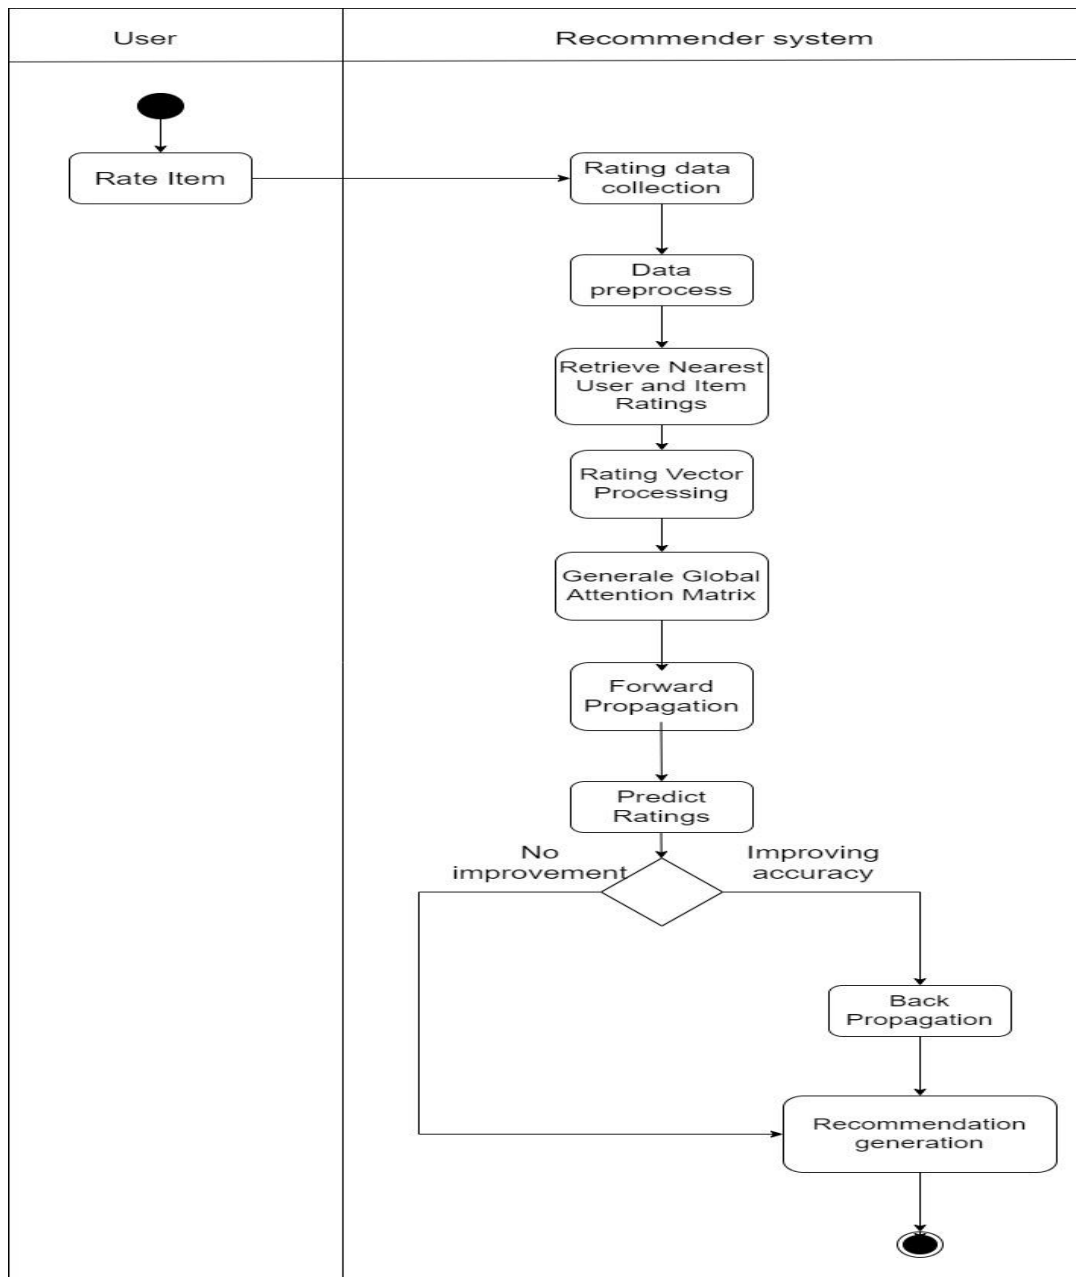 User
Recommender system
Rate Item
Rating data
collection
Data
preprocess
Retrieve Nearest
User and Item
Ratings
Rating Vector
Processing
Generale Global
Attention Matrix
Forward
Propagation
Predict
Ratings
No
improvement
Improving
accuracy
Back
Propagation
Recommendation
generation